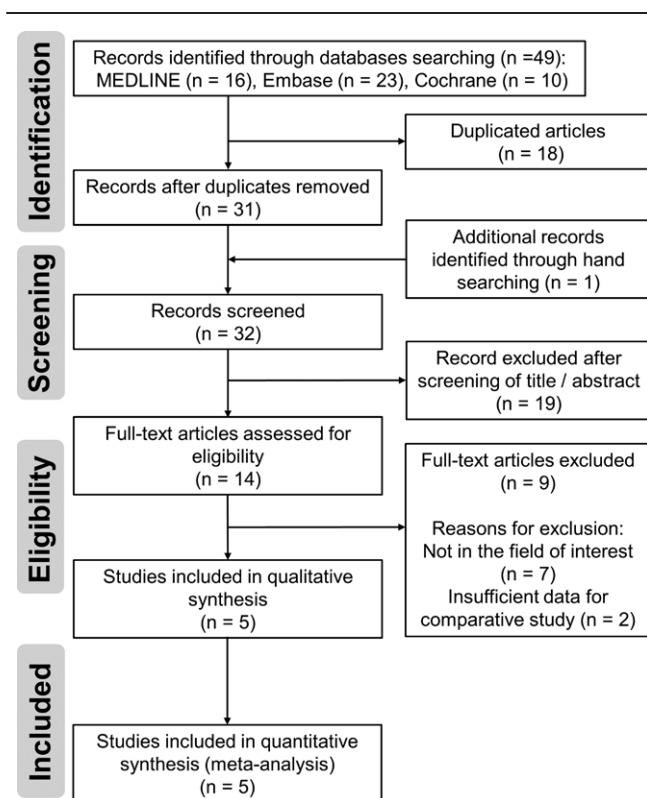 Identification
Records identified through databases searching (n =49):
MEDLINE (n = 16), Embase (n = 23), Cochrane (n = 10)
Duplicated articles
(n = 18)
Records after duplicates removed
(n = 31)
Screening
Additional records
identified through hand
searching (n = 1)
Records screened
(n = 32)
Record excluded after
screening of title / abstract
(n = 19)
Eligibility
Full-text articles assessed for
eligibility
(n = 14)
Full-text articles excluded
(n = 9)
Reasons for exclusion:
Not in the field of interest
(n = 7)
Insufficient data for
comparative study (n = 2)
Studies included in qualitative
synthesis
(n = 5)
Included
Studies included in quantitative
synthesis (meta-analysis)
(n = 5)